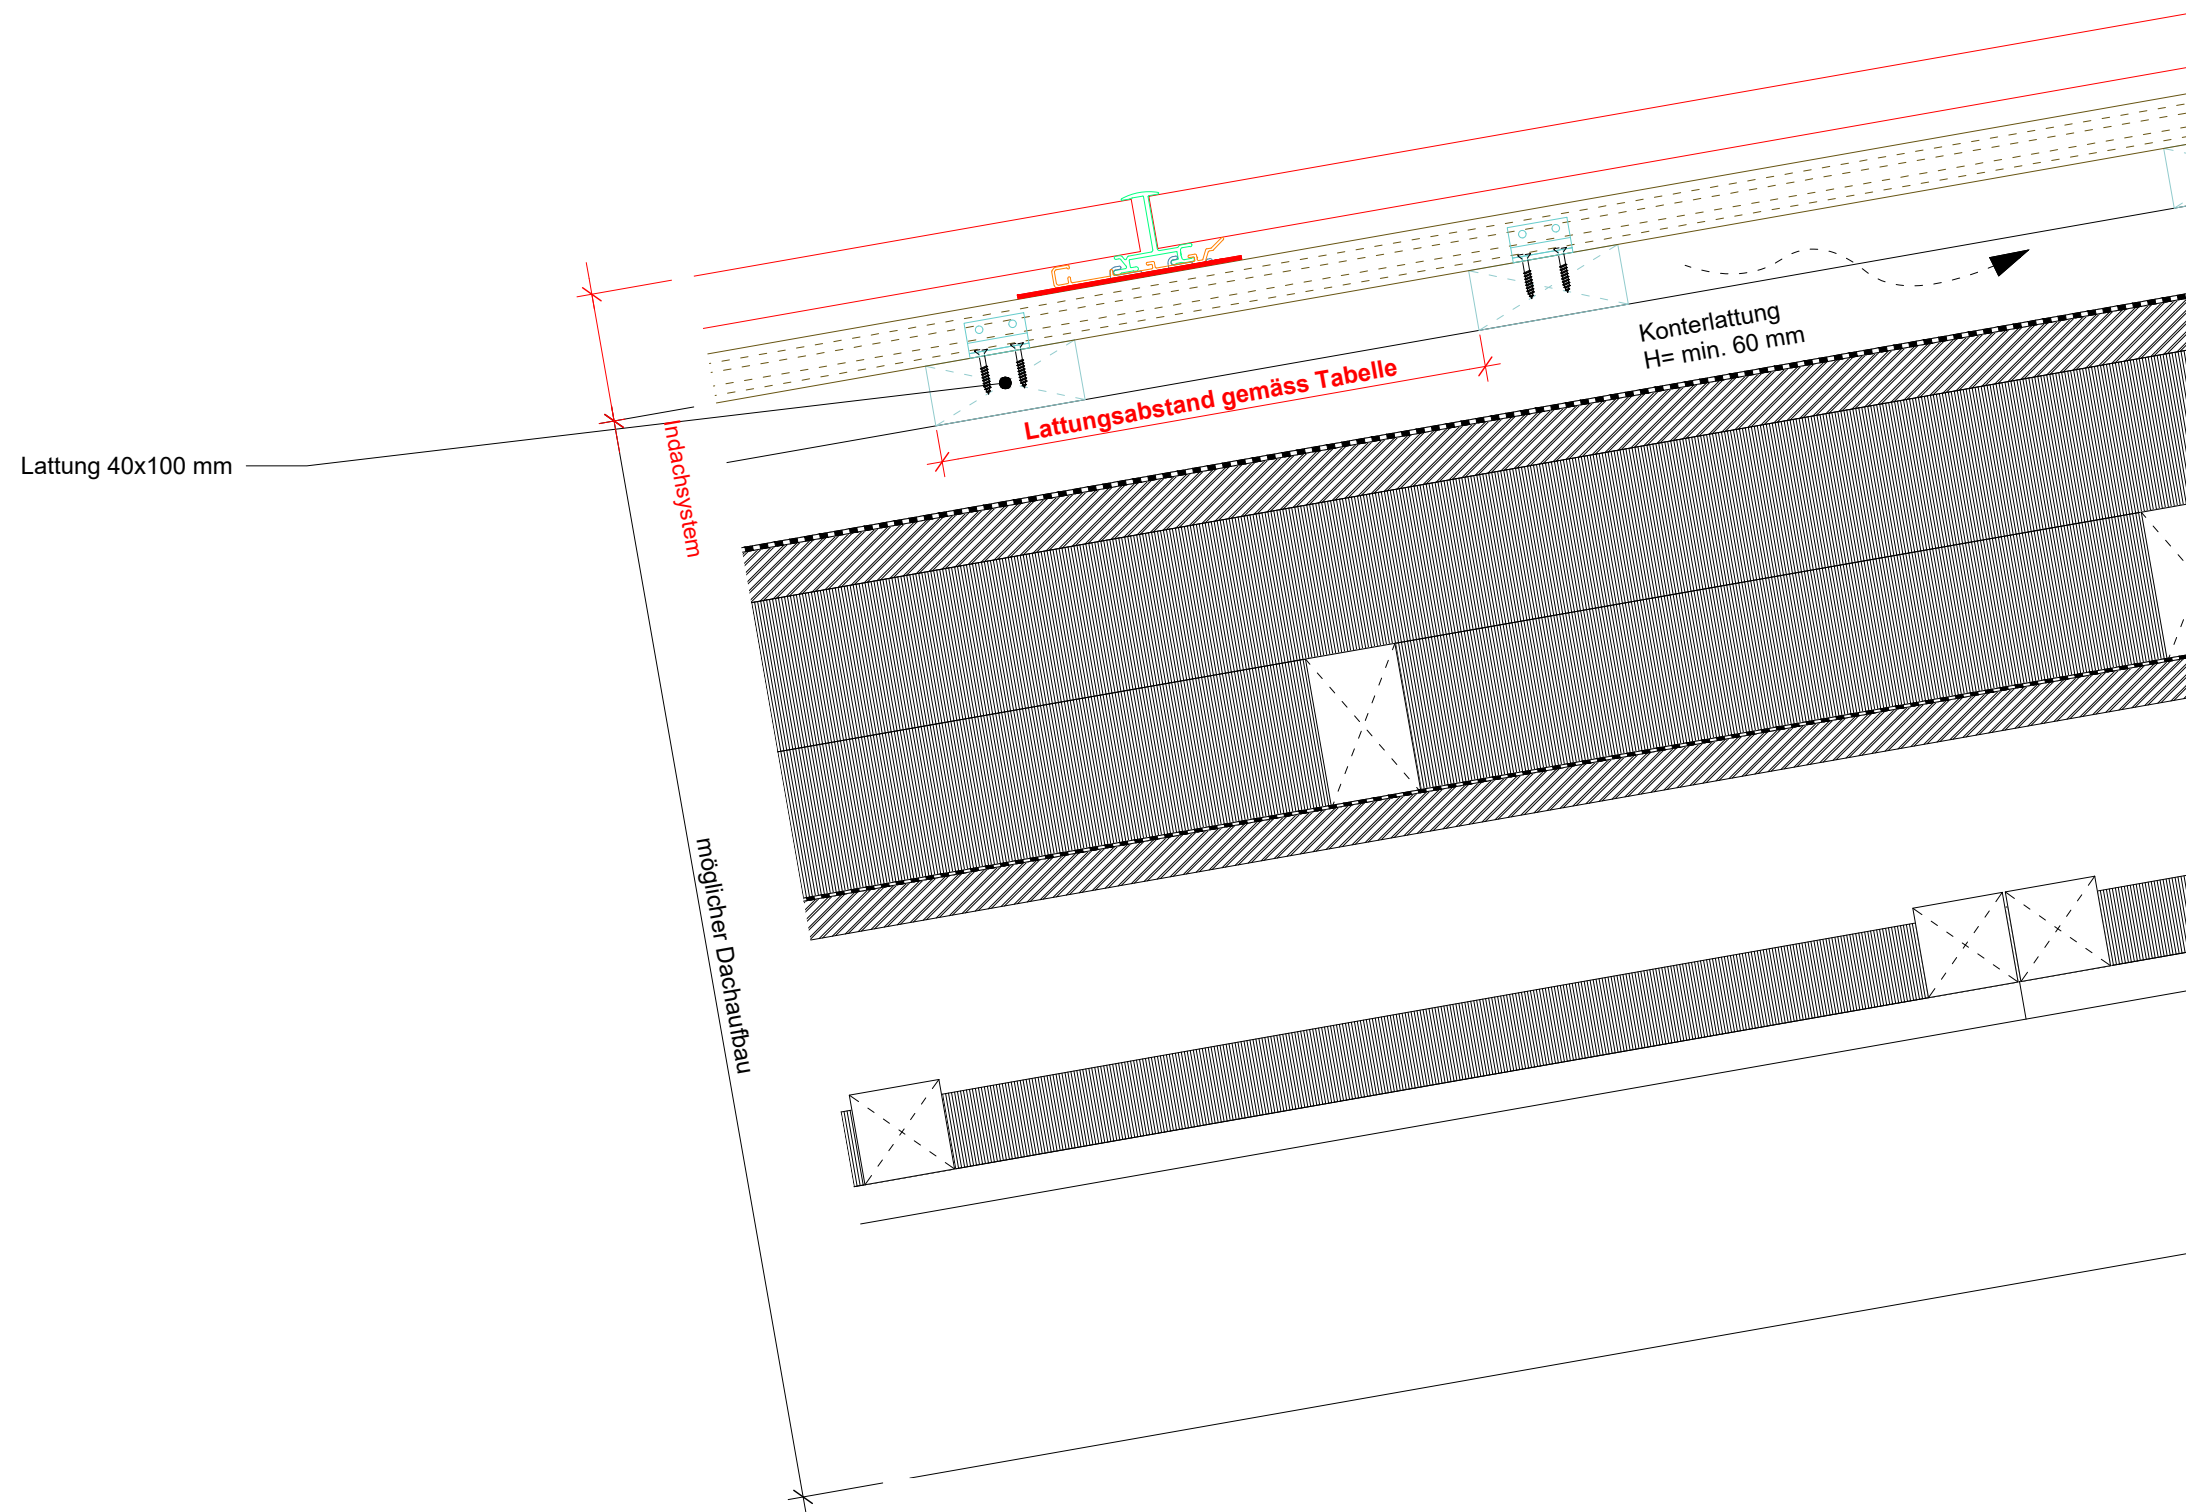 Konterlattung
H= min. 60 mm
Lattungsabstand gemäss Tabelle
Lattung 40x100 mm
Indachsystem
möglicher Dachaufbau